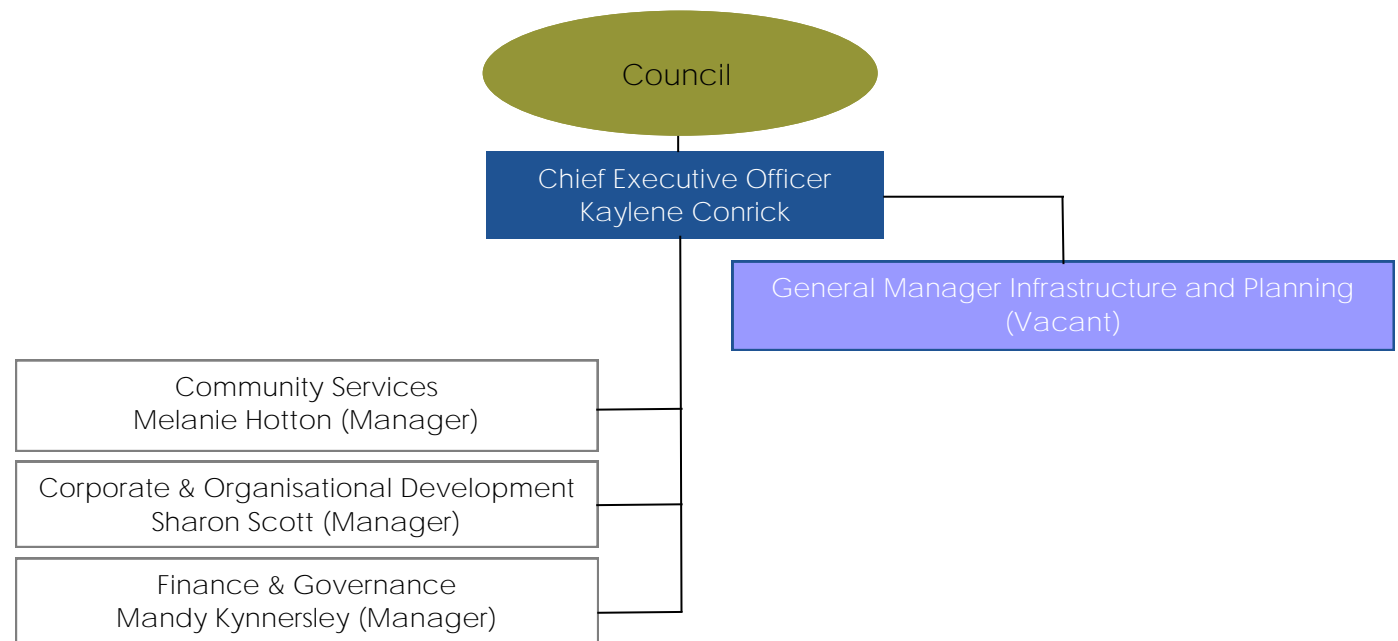 Council
Chief Executive Officer
Kaylene Conrick
General Manager Infrastructure and Planning
(Vacant)
Community Services
Melanie Hotton (Manager)
Corporate & Organisational Development
Sharon Scott (Manager)
Finance & Governance
Mandy Kynnersley (Manager)